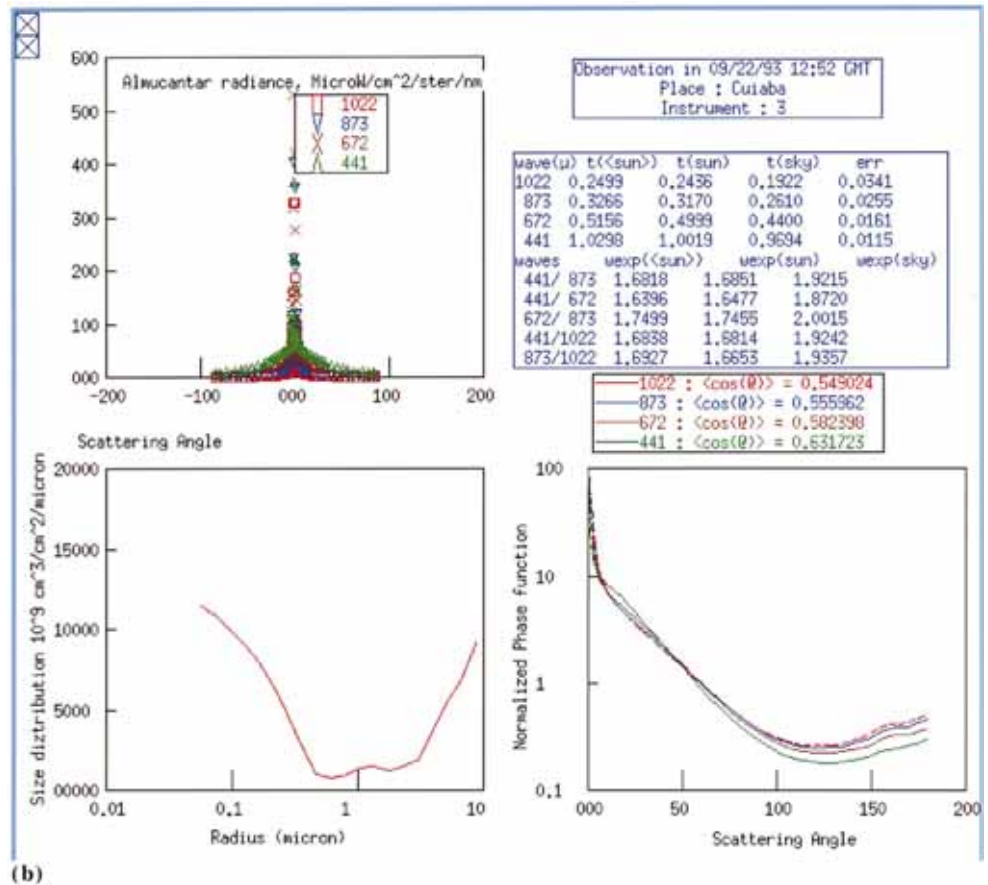 600
500
400
300
200
100
000
-200 -100 000 100 200
Almucantar radiance, MicroW/cm^2/ster/nm
1022
873
672
441
Scattering Angle
Observation in 09/22/93 12:52 GMT
Place : Cuiaba
Instrument : 3
wave(μ) t(<sun>) t(sun) t(sky) err
1022 0.2499 0.2436 0.1922 0.0341
873 0.3266 0.3170 0.2610 0.0255
672 0.5156 0.4999 0.4400 0.0161
441 1.0298 1.0019 0.9694 0.0115
waves wexp(<sun>) wexp(sun) wexp(sky)
441/ 873 1.6818 1.6851 1.9215
441/ 672 1.6396 1.6477 1.8720
672/ 873 1.7499 1.7455 2.0015
441/1022 1.6838 1.6814 1.9242
873/1022 1.6927 1.6653 1.9357
1022 : <cos(θ)> = 0.549024
873 : <cos(θ)> = 0.555962
672 : <cos(θ)> = 0.582398
441 : <cos(θ)> = 0.631723
Size diztribution 10^9 cm^3/cm^2/micron
20000
15000
10000
5000
00000
0.01 0.1 1 10
Radius (micron)
Normalized Phase function
100
10
1
0.1
000 50 100 150 200
Scattering Angle
(b)